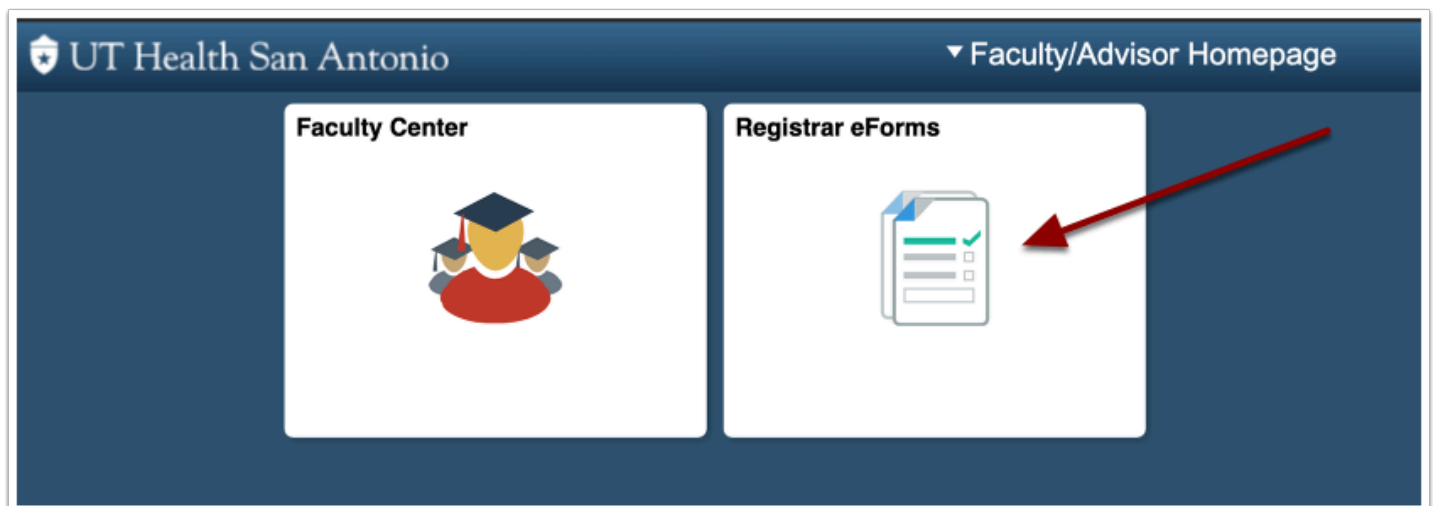 UT Health San Antonio
Faculty/Advisor Homepage
Faculty Center
Registrar eForms